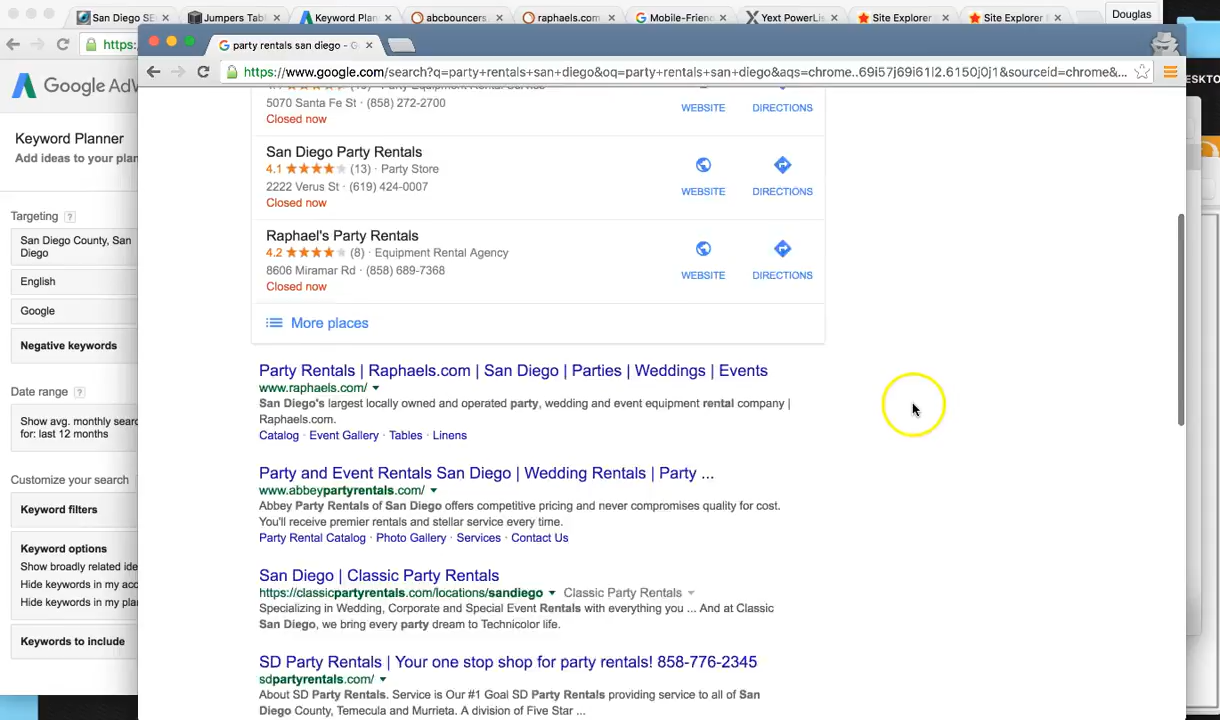 San Diego SE
Jumpers Tabl
Keyword Plan
abcbouncers
raphaels.com
Mobile-Frien
Yext PowerLis
Site Explorer
Site Explorer
Douglas
https:
party rentals san diego - G
https://www.google.com/search?q=party+rentals+san+diego&oq=party+rentals+san+diego&aqs=chrome..69i57j69i61l2.6150j0j1&sourceid=chrome&...
ESKTO
Google AdW
Keyword Planner
Add ideas to your plan
Targeting ?
San Diego County, San
Diego
English
Google
Negative keywords
Date range ?
Show avg. monthly searc
for: last 12 months
Customize your search
Keyword filters
Keyword options
Show broadly related ide
Hide keywords in my acc
Hide keywords in my plan
Keywords to include
5070 Santa Fe St · (858) 272-2700
Closed now
WEBSITE
DIRECTIONS
San Diego Party Rentals
4.1 (13) · Party Store
2222 Verus St · (619) 424-0007
Closed now
WEBSITE
DIRECTIONS
Raphael's Party Rentals
4.2 (8) · Equipment Rental Agency
8606 Miramar Rd · (858) 689-7368
Closed now
WEBSITE
DIRECTIONS
More places
Party Rentals | Raphaels.com | San Diego | Parties | Weddings | Events
www.raphaels.com/
San Diego's largest locally owned and operated party, wedding and event equipment rental company |
Raphaels.com.
Catalog · Event Gallery · Tables · Linens
Party and Event Rentals San Diego | Wedding Rentals | Party ...
www.abbeypartyrentals.com/
Abbey Party Rentals of San Diego offers competitive pricing and never compromises quality for cost.
You'll receive premier rentals and stellar service every time.
Party Rental Catalog · Photo Gallery · Services · Contact Us
San Diego | Classic Party Rentals
https://classicpartyrentals.com/locations/sandiego Classic Party Rentals
Specializing in Wedding, Corporate and Special Event Rentals with everything you ... And at Classic
San Diego, we bring every party dream to Technicolor life.
SD Party Rentals | Your one stop shop for party rentals! 858-776-2345
sdpartyrentals.com/
About SD Party Rentals. Service is Our #1 Goal SD Party Rentals providing service to all of San
Diego County, Temecula and Murrieta. A division of Five Star ...